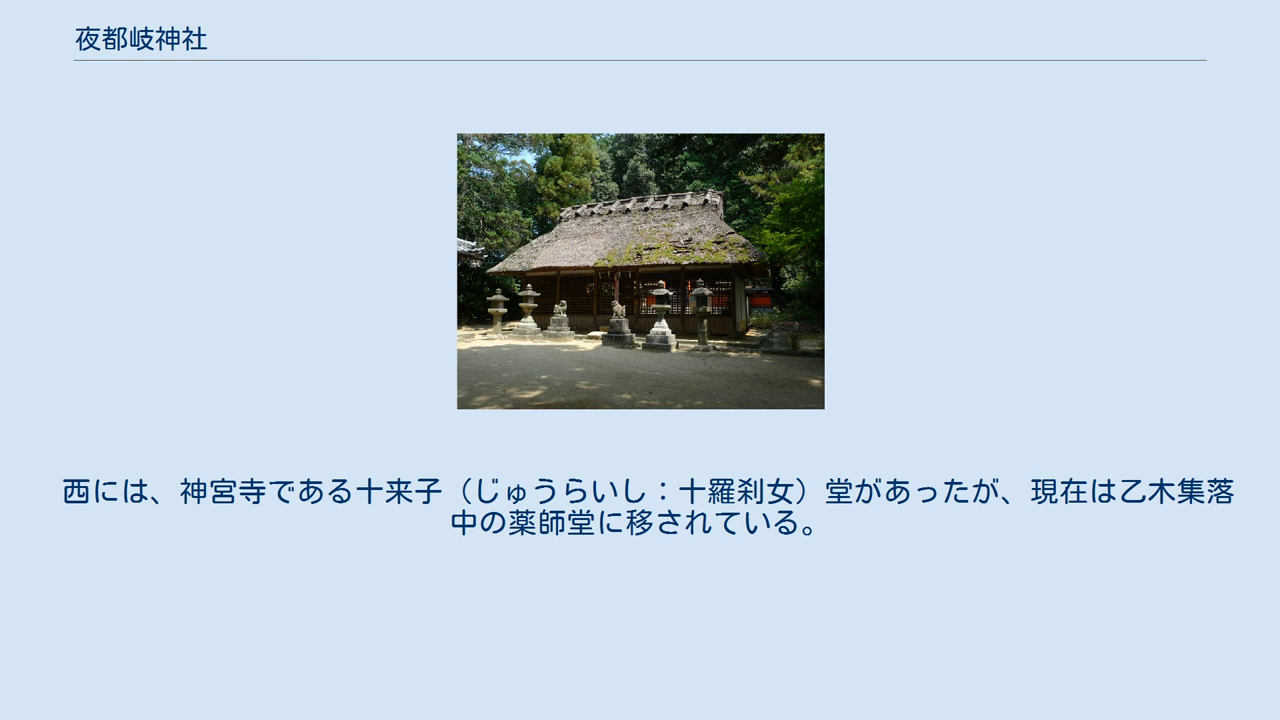 夜都岐神社
西には、神宮寺である十来子（じゅうらいし：十羅刹女）堂があったが、現在は乙木集落
中の薬師堂に移されている。